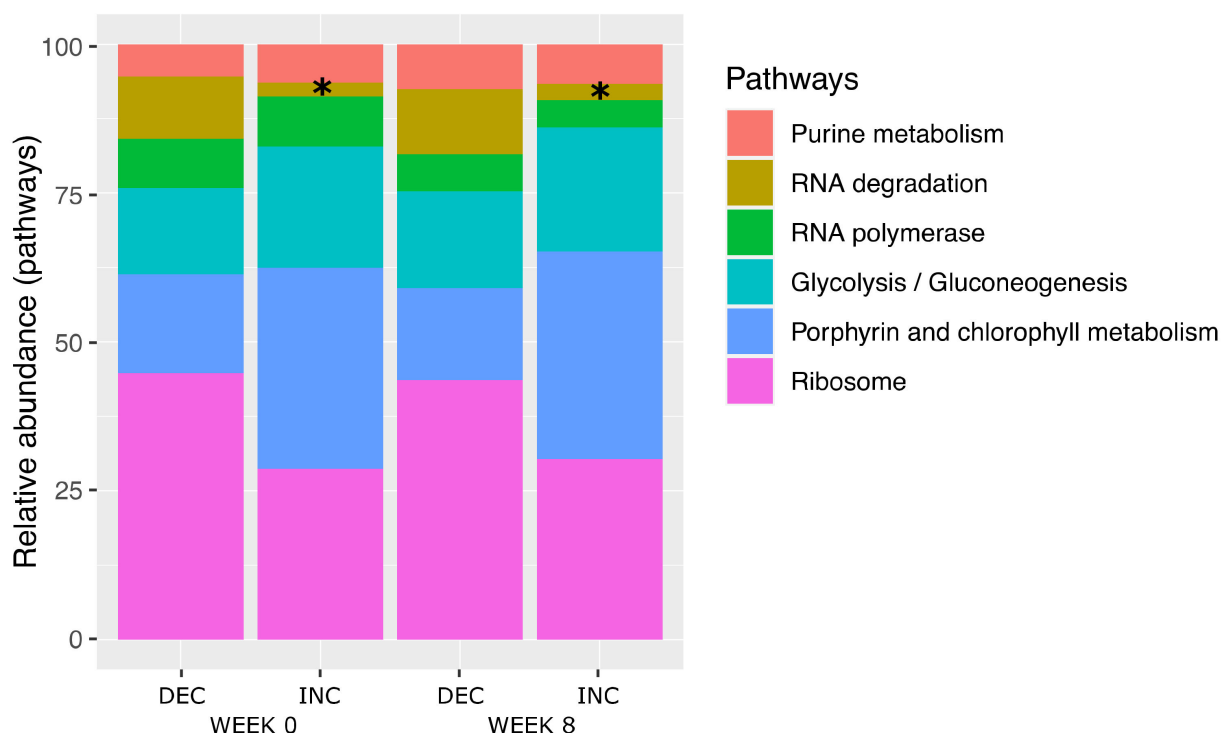 Relative abundance (pathways)
100
75
50
25
0
*
*
DEC INC DEC INC
WEEK 0 WEEK 8
Pathways
Purine metabolism
RNA degradation
RNA polymerase
Glycolysis / Gluconeogenesis
Porphyrin and chlorophyll metabolism
Ribosome